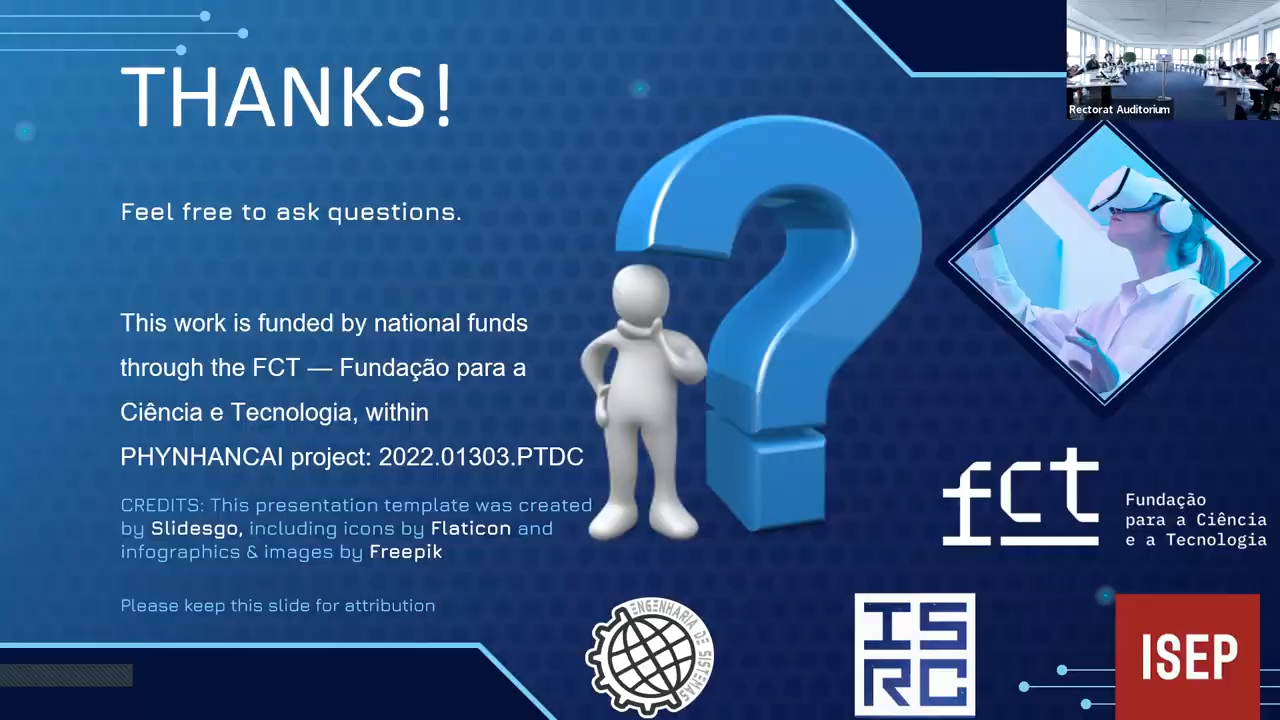 THANKS!
Rectorat Auditorium
Feel free to ask questions.
This work is funded by national funds
through the FCT — Fundação para a
Ciência e Tecnologia, within
PHYNHANCAI project: 2022.01303.PTDC
CREDITS: This presentation template was created
by Slidesgo, including icons by Flaticon and
infographics & images by Freepik
Please keep this slide for attribution
fct
Fundação
para a Ciência
e a Tecnologia
ENGENHARIA DE SISTEMAS
IS
RC
ISEP